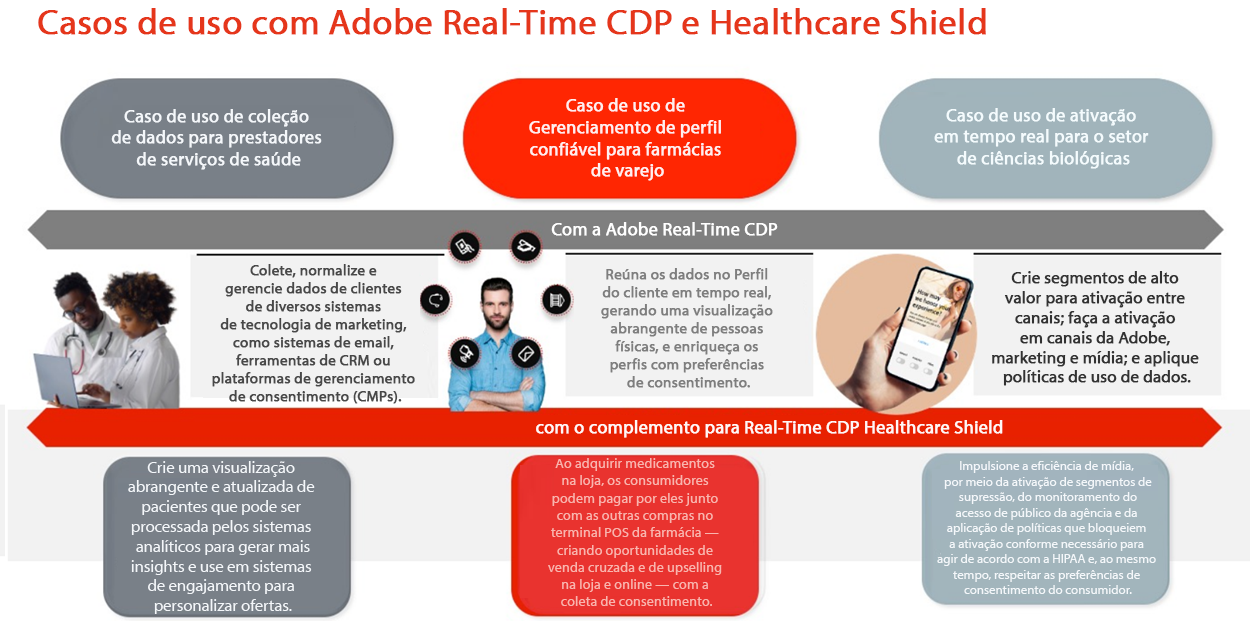 Casos de uso com Adobe Real-Time CDP e Healthcare Shield
Caso de uso de coleção
de dados para prestadores
de serviços de saúde
Caso de uso de
Gerenciamento de perfil
confiável para farmácias
de varejo
Caso de uso de ativação
em tempo real para o setor
de ciências biológicas
Com a Adobe Real-Time CDP
Colete, normalize e
gerencie dados de clientes
de diversos sistemas
de tecnologia de marketing,
como sistemas de email,
ferramentas de CRM ou
plataformas de gerenciamento
de consentimento (CMPs).
Reúna os dados no Perfil
do cliente em tempo real,
gerando uma visualização
abrangente de pessoas
físicas, e enriqueça os
perfis com preferências
de consentimento.
How may
we honor your
experience?
Crie segmentos de alto
valor para ativação entre
canais; faça a ativação
em canais da Adobe,
marketing e mídia; e aplique
políticas de uso de dados.
com o complemento para Real-Time CDP Healthcare Shield
Crie uma visualização
abrangente e atualizada de
pacientes que pode ser
processada pelos sistemas
analíticos para gerar mais
insights e use em sistemas
de engajamento para
personalizar ofertas.
Ao adquirir medicamentos
na loja, os consumidores
podem pagar por eles junto
com as outras compras no
terminal POS da farmácia —
criando oportunidades de
venda cruzada e de upselling
na loja e online — com a
coleta de consentimento.
Impulsione a eficiência de mídia,
por meio da ativação de segmentos de
supressão, do monitoramento do
acesso de público da agência e da
aplicação de políticas que bloqueiem
a ativação conforme necessário para
agir de acordo com a HIPAA e, ao mesmo
tempo, respeitar as preferências de
consentimento do consumidor.